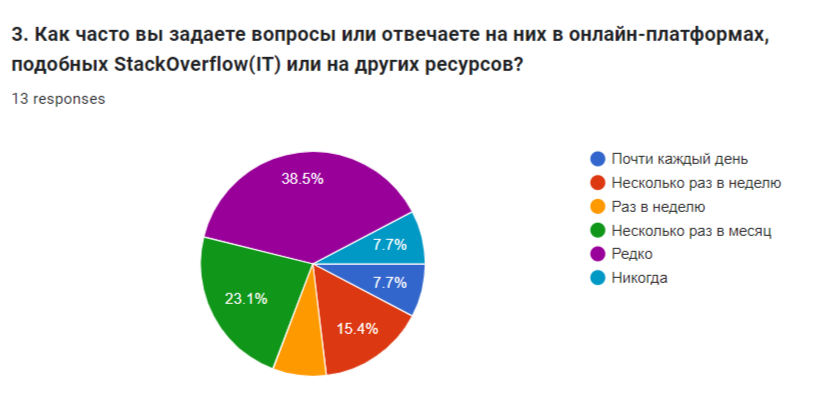 3. Как часто вы задаете вопросы или отвечаете на них в онлайн-платформах,
подобных StackOverflow(IT) или на других ресурсов?
13 responses
38.5%
7.7%
7.7%
23.1%
15.4%
Почти каждый день
Несколько раз в неделю
Раз в неделю
Несколько раз в месяц
Редко
Никогда